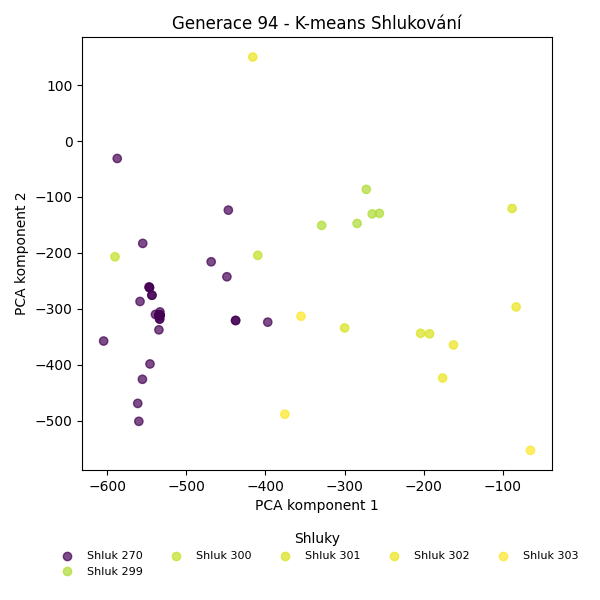 Generace 94 - K-means Shlukování
100
0
−100
−200
−300
−400
−500
PCA komponent 2
−600 −500 −400 −300 −200 −100
PCA komponent 1
Shluky
Shluk 270 Shluk 300 Shluk 301 Shluk 302 Shluk 303
Shluk 299